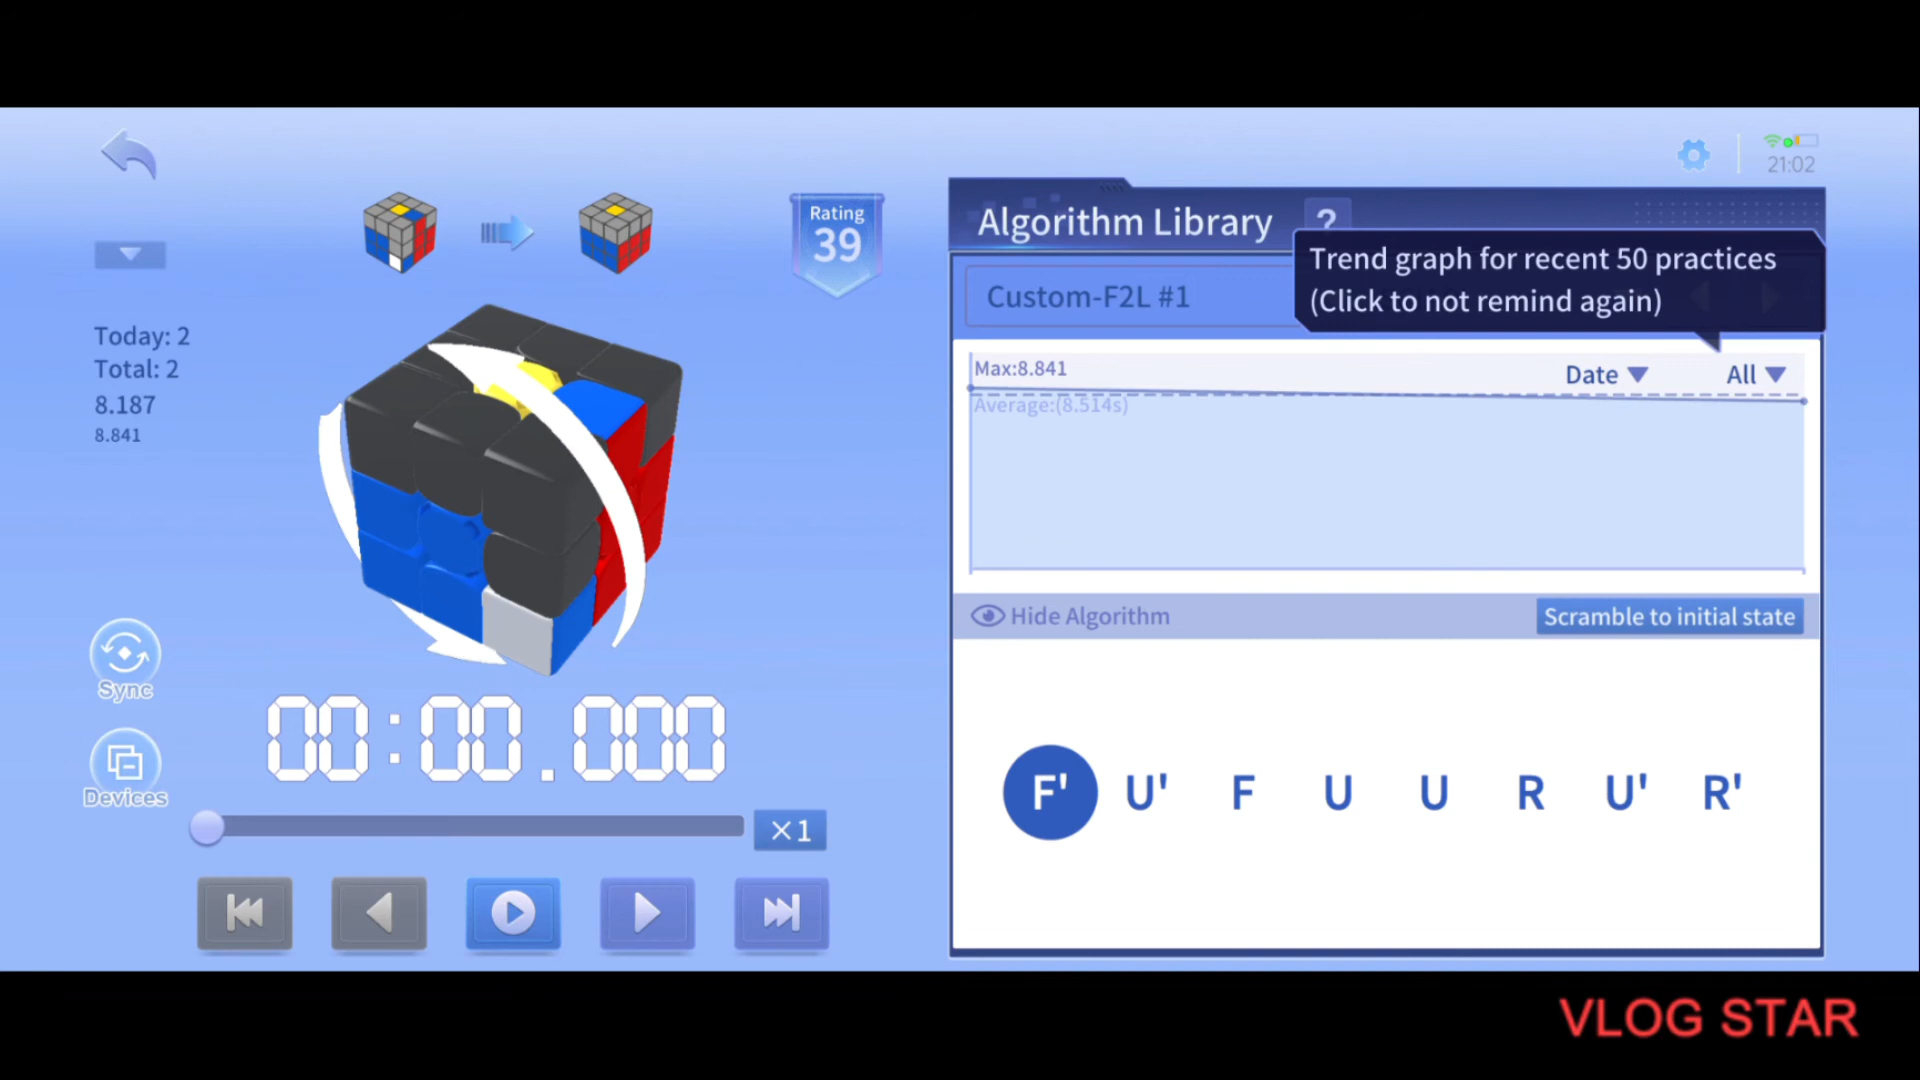 21:02
Rating
39
Algorithm Library
?
Trend graph for recent 50 practices
(Click to not remind again)
Custom-F2L #1
Today: 2
Total: 2
8.187
8.841
Max:8.841
Date
All
Average:(8.514s)
Hide Algorithm
Scramble to initial state
Sync
Devices
00:00.000
×1
F' U' F U U R U' R'
VLOG STAR